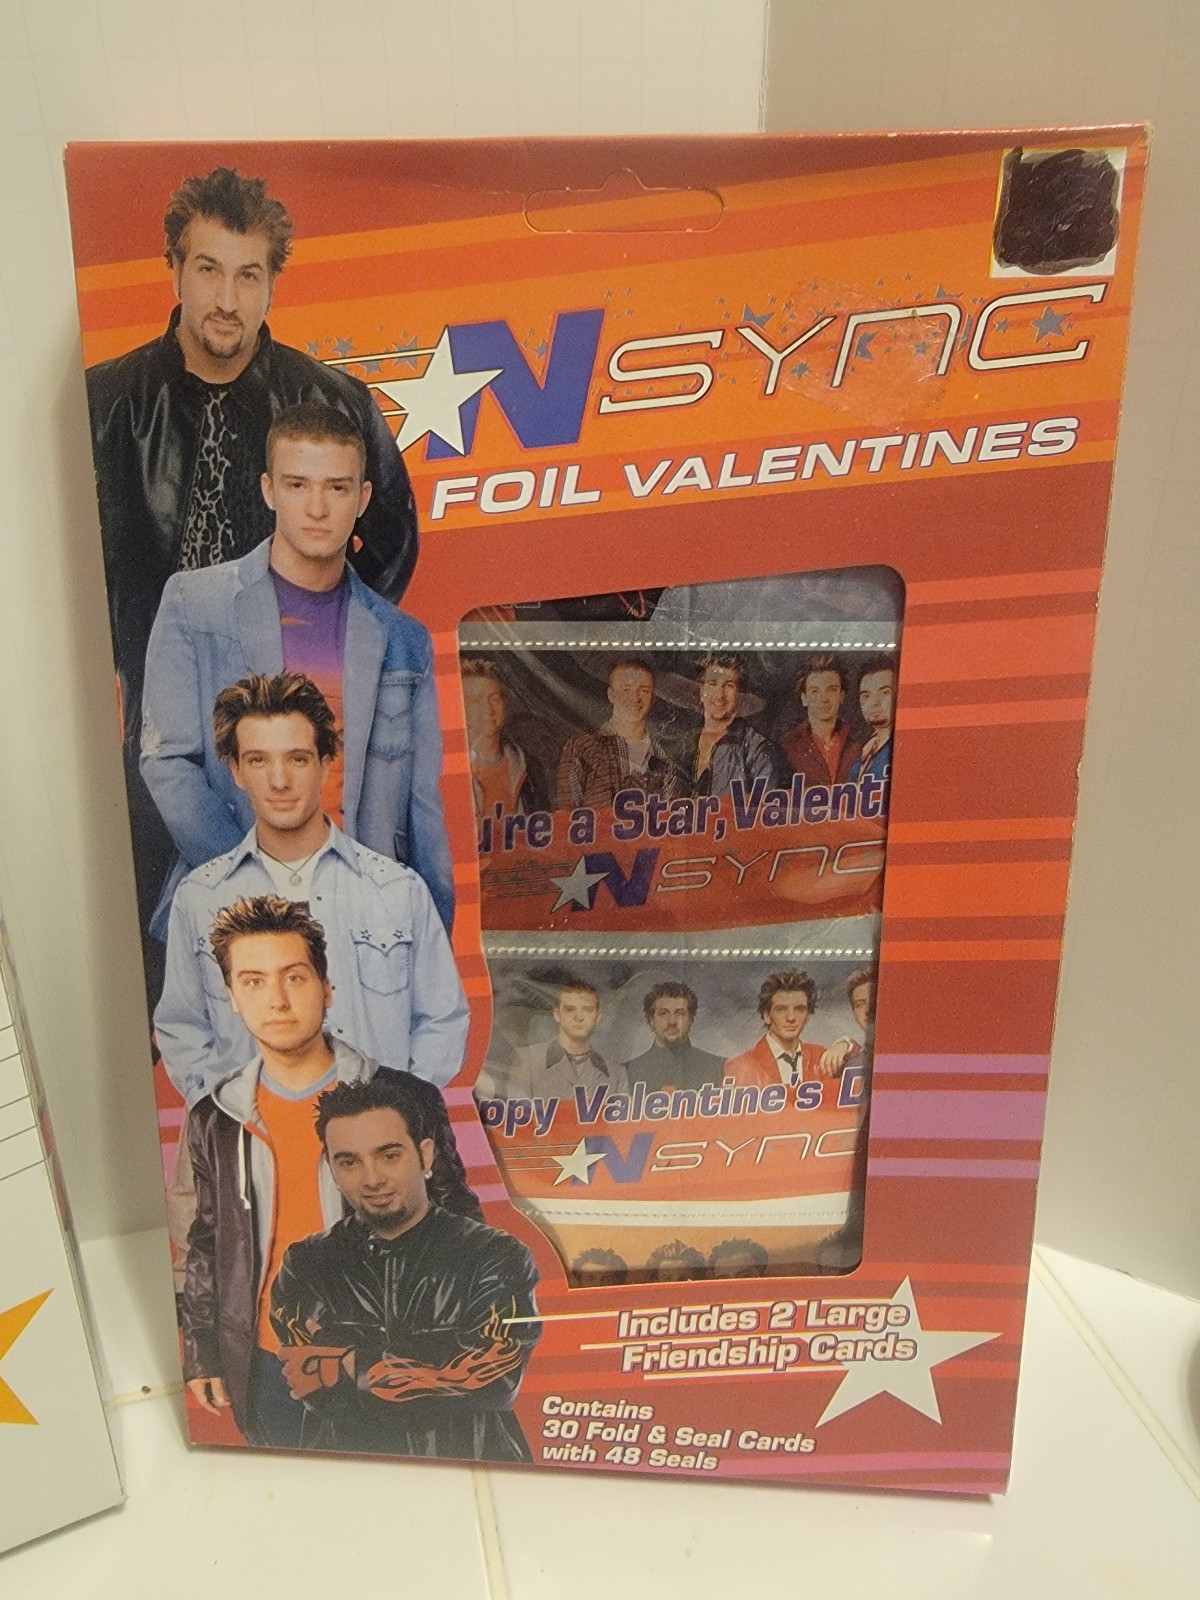 NSYNC
FOIL VALENTINES
u're a Star, Valenti
NSYNC
ppy Valentine's D
NSYNC
Includes 2 Large
Friendship Cards
Contains
30 Fold & Seal Cards
with 48 Seals